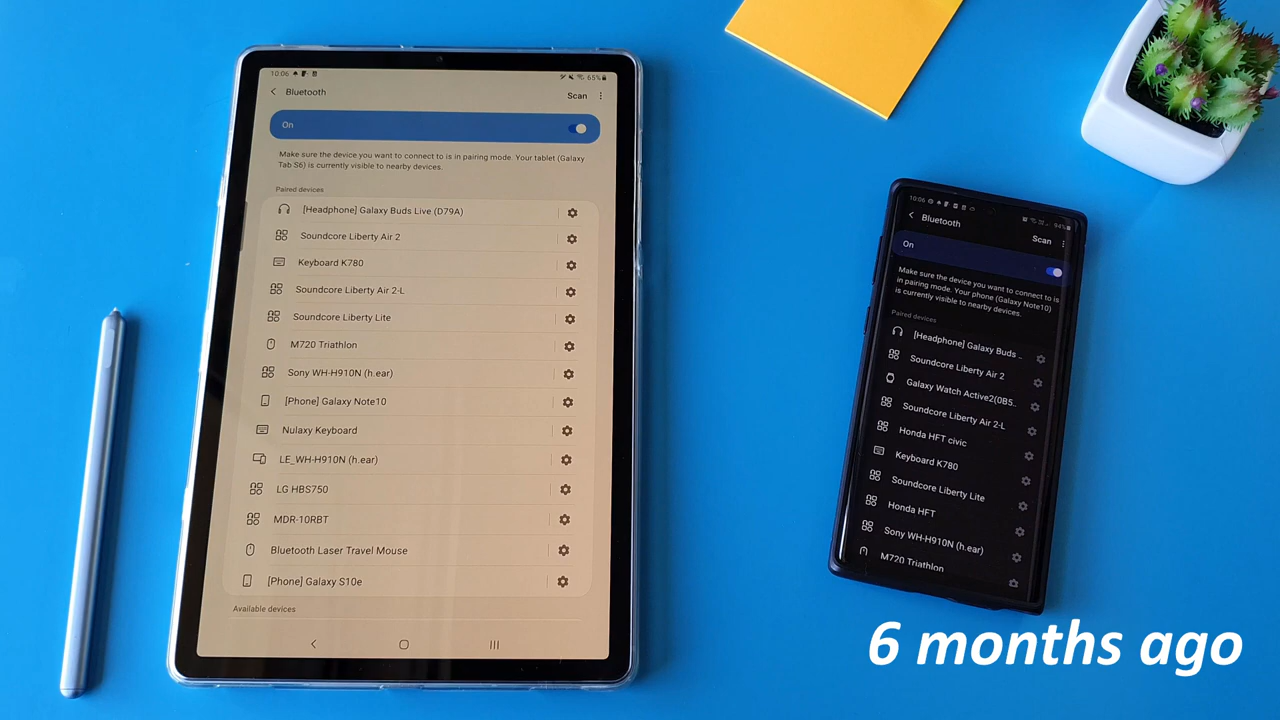 10:06
65%
Bluetooth
Scan
On
Make sure the device you want to connect to is in pairing mode. Your tablet (Galaxy
Tab S6) is currently visible to nearby devices.
Paired devices
[Headphone] Galaxy Buds Live (D79A)
Soundcore Liberty Air 2
Keyboard K780
Soundcore Liberty Air 2-L
Soundcore Liberty Lite
M720 Triathlon
Sony WH-H910N (h.ear)
[Phone] Galaxy Note10
Nulaxy Keyboard
LE_WH-H910N (h.ear)
LG HBS750
MDR-10RBT
Bluetooth Laser Travel Mouse
[Phone] Galaxy S10e
Available devices
10:06
94%
Bluetooth
Scan
On
Make sure the device you want to connect to is
in pairing mode. Your phone (Galaxy Note10)
is currently visible to nearby devices.
Paired devices
[Headphone] Galaxy Buds ..
Soundcore Liberty Air 2
Galaxy Watch Active2(0B5..
Soundcore Liberty Air 2-L
Honda HFT civic
Keyboard K780
Soundcore Liberty Lite
Honda HFT
Sony WH-H910N (h.ear)
M720 Triathlon
6 months ago